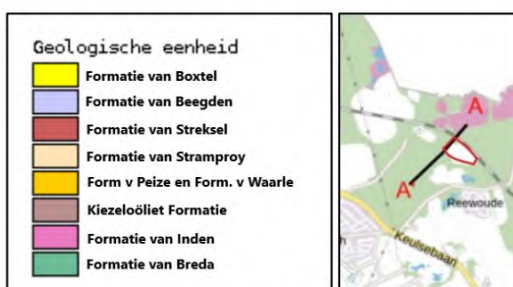 Geologische eenheid
Formatie van Boxtel
Formatie van Beegden
Formatie van Streksel
Formatie van Stramproy
Form v Peize en Form. v Waarle
Kiezeloöliet Formatie
Formatie van Inden
Formatie van Breda
A
A'
Reewoude
Keulsebaan
h